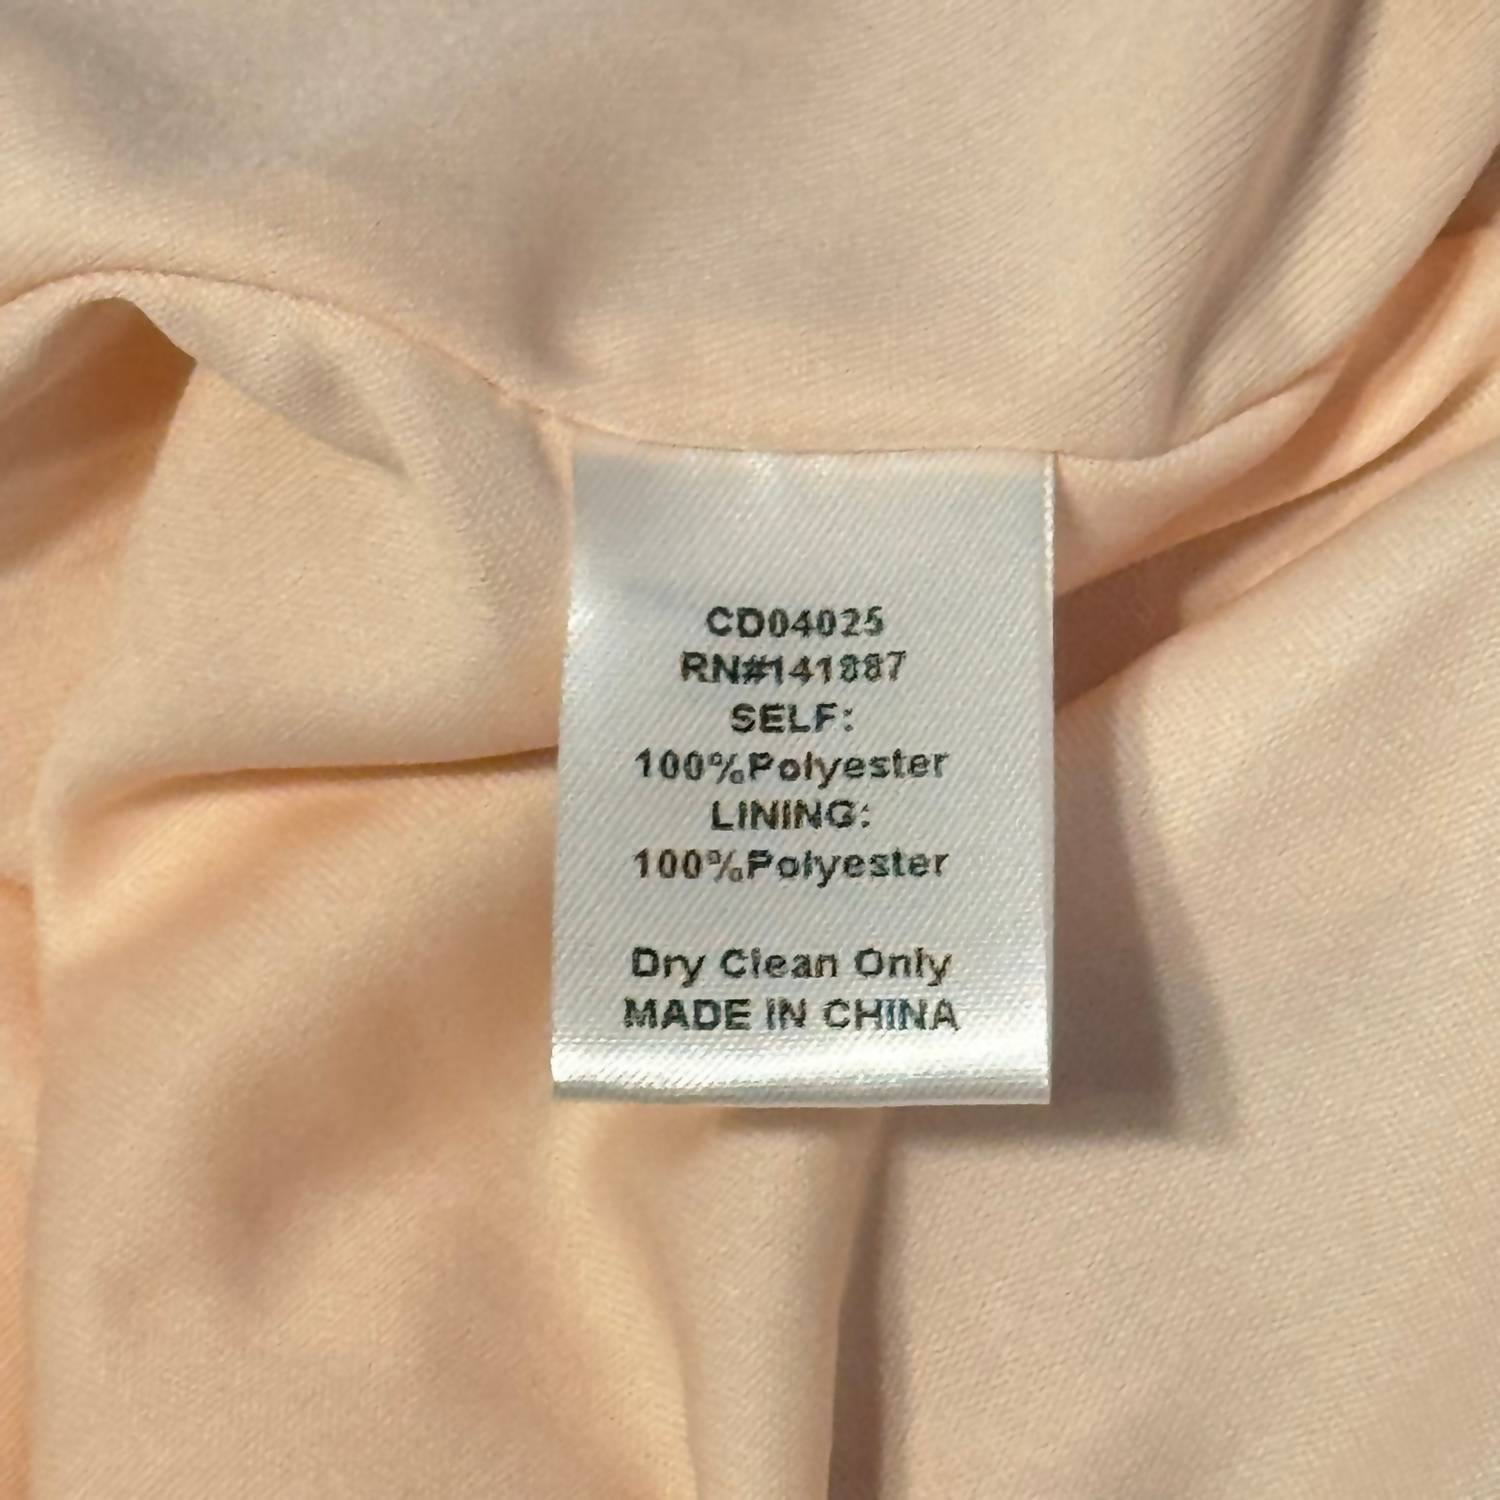 CD04025
RN#141887
SELF:
100%Polyester
LINING:
100%Polyester
Dry Clean Only
MADE IN CHINA